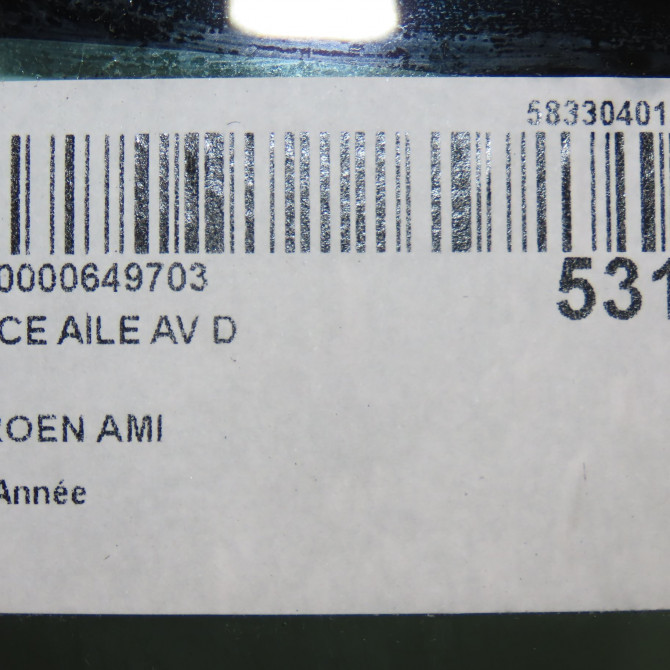 58330401
0000649703
531
CE AILE AV D
ROEN AMI
Année